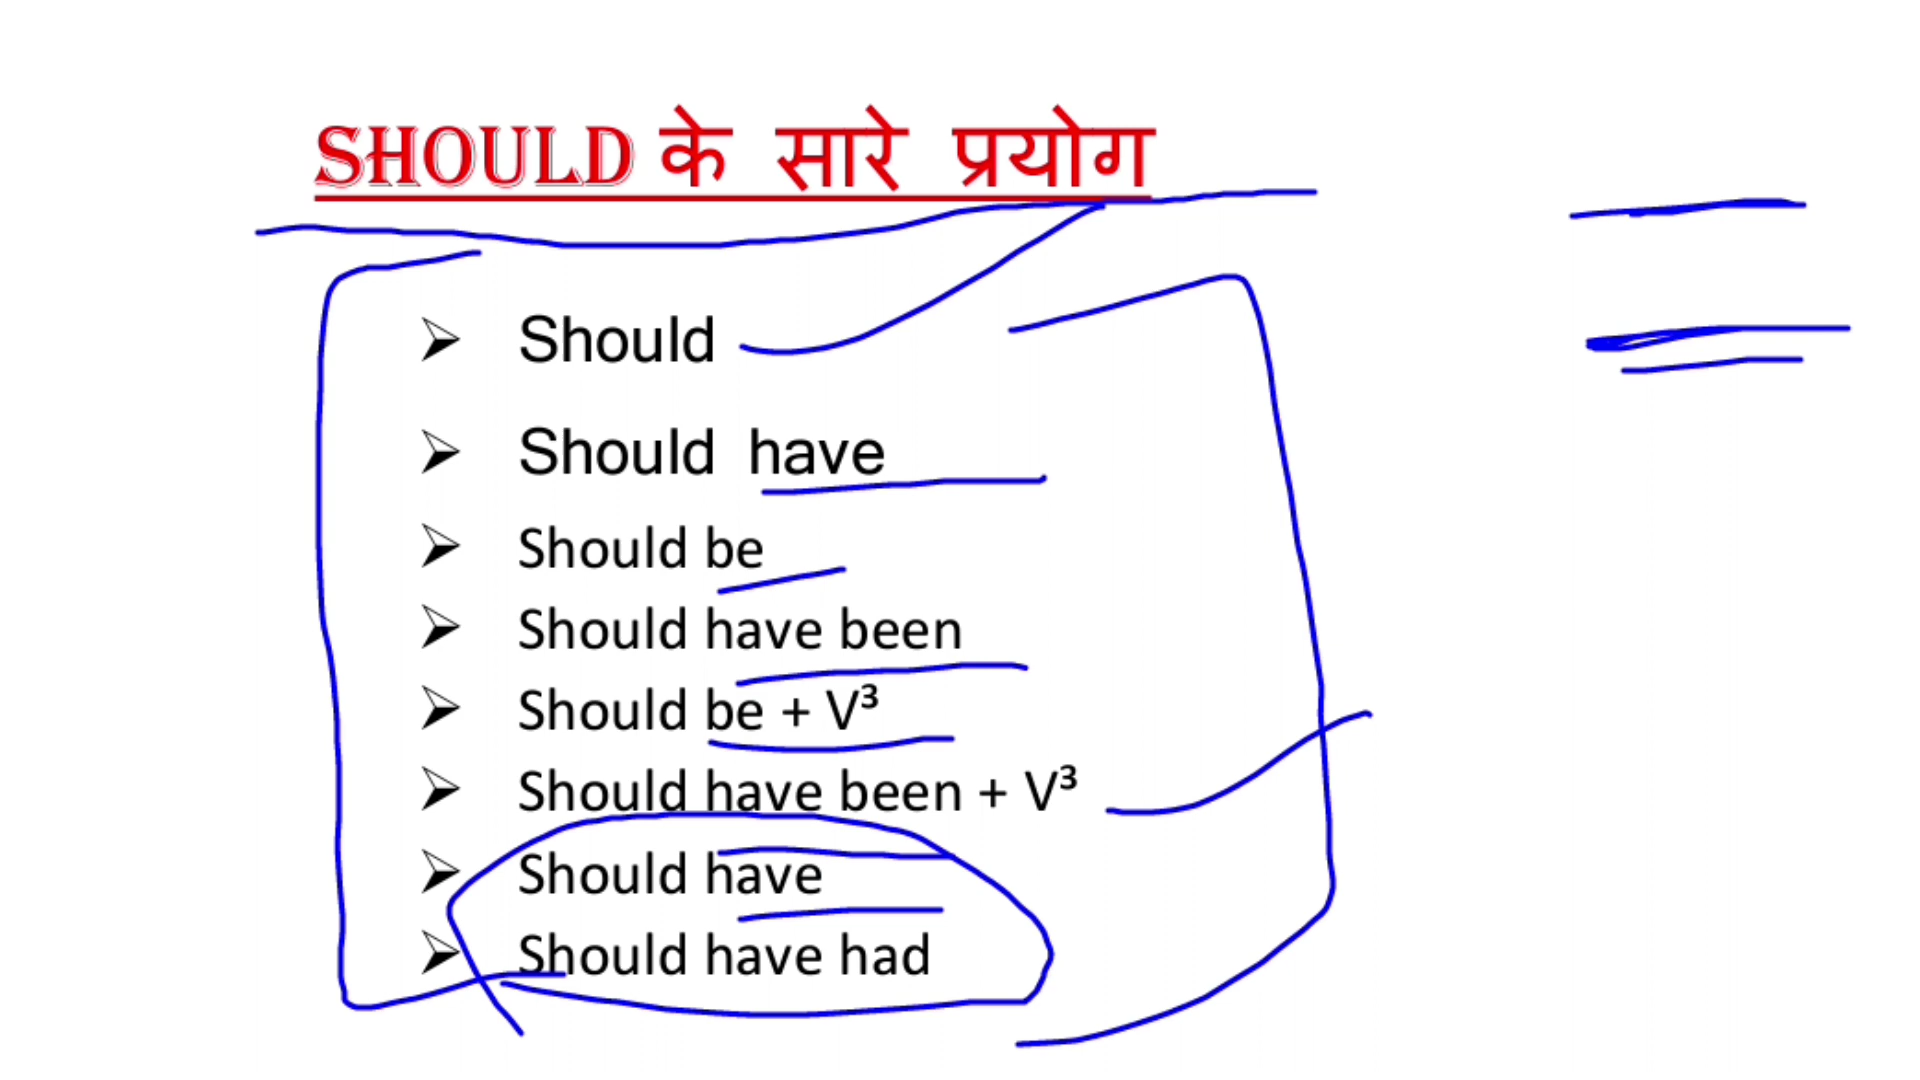 SHOULD के सारे प्रयोग
Should
Should have
Should be
Should have been
Should be + V³
Should have been + V³
Should have
Should have had